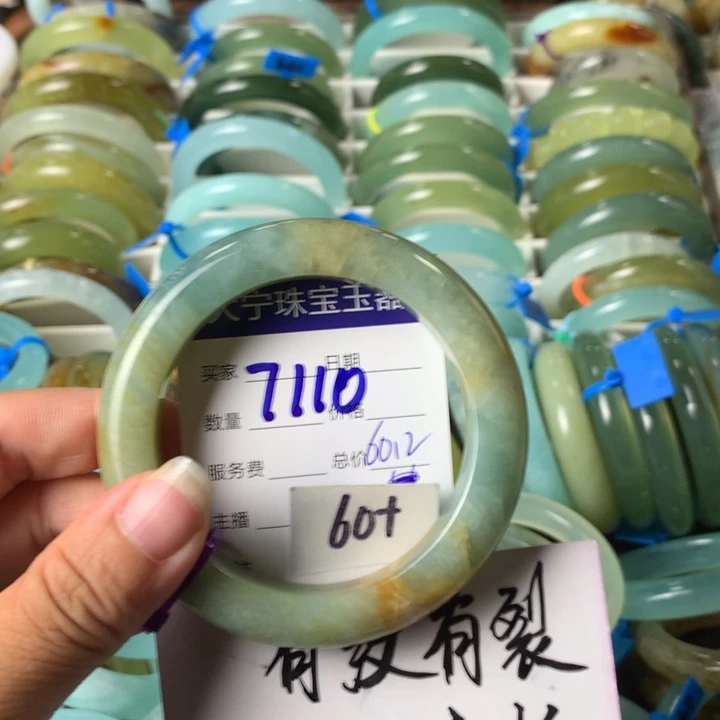 大宁珠宝玉器
买家 日期
7110
数量 价格
服务费 总价 6012
主播
60+
有纹有裂